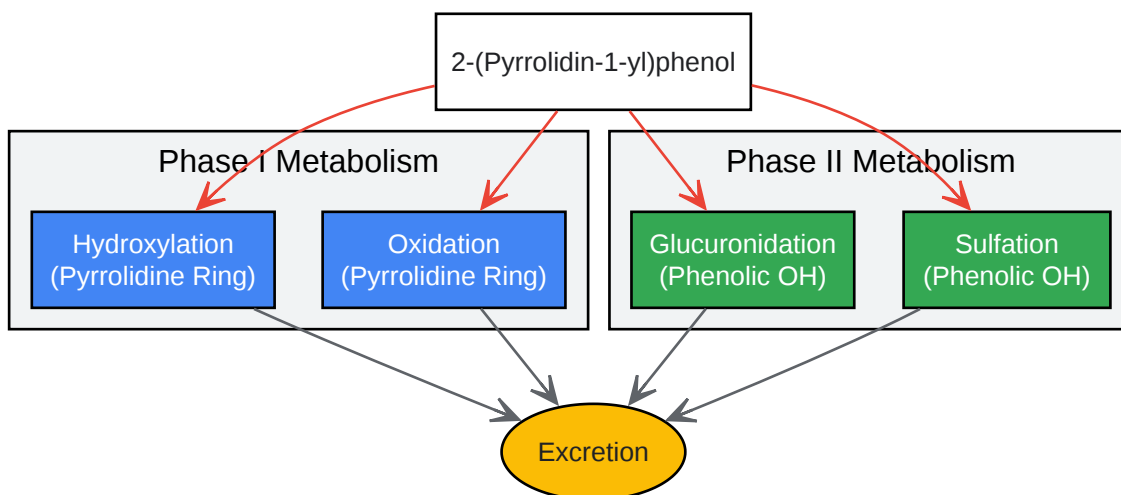 2-(Pyrrolidin-1-yl)phenol
Phase I Metabolism
Phase II Metabolism
Hydroxylation
(Pyrrolidine Ring)
Oxidation
(Pyrrolidine Ring)
Glucuronidation
(Phenolic OH)
Sulfation
(Phenolic OH)
Excretion